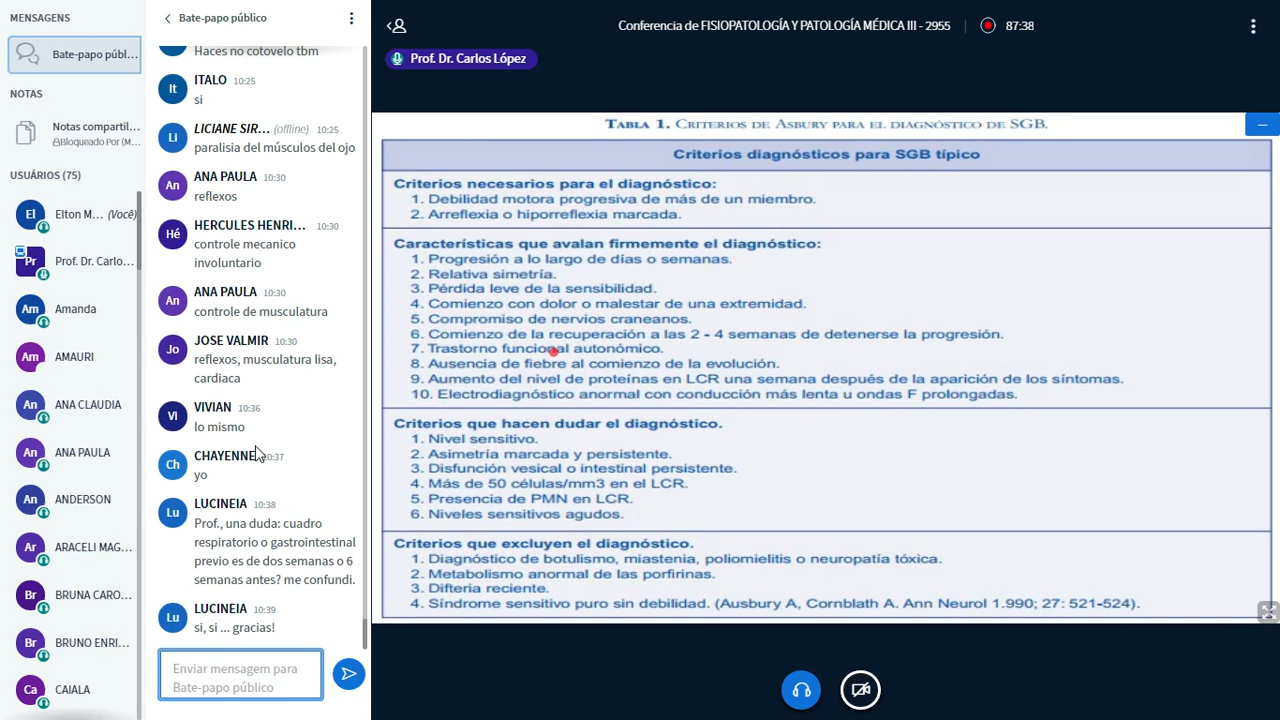 MENSAGENS
Bate-papo públ...
NOTAS
Notas compartil...
Bloqueado Por (M...
USUÁRIOS (75)
El
Elton M... (Você)
Pr
Prof. Dr. Carlo...
Am
Amanda
Am
AMAURI
An
ANA CLAUDIA
An
ANA PAULA
An
ANDERSON
Ar
ARACELI MAG...
Br
BRUNA CARO...
Br
BRUNO ENRI...
Ca
CAIALA
Bate-papo público
Haces no cotovelo tbm
It
ITALO 10:25
si
Li
LICIANE SIR... (offline) 10:25
paralisia del músculos del ojo
An
ANA PAULA 10:30
reflexos
Hé
HERCULES HENRI... 10:30
controle mecanico
involuntario
An
ANA PAULA 10:30
controle de musculatura
Jo
JOSE VALMIR 10:30
reflexos, musculatura lisa,
cardiaca
Vi
VIVIAN 10:36
lo mismo
Ch
CHAYENNE 10:37
yo
Lu
LUCINEIA 10:38
Prof., una duda: cuadro
respiratorio o gastrointestinal
previo es de dos semanas o 6
semanas antes? me confundi.
Lu
LUCINEIA 10:39
si, si ... gracias!
Enviar mensagem para
Bate-papo público
Conferencia de FISIOPATOLOGÍA Y PATOLOGÍA MÉDICA III - 2955 87:38
Prof. Dr. Carlos López
TABLA 1. CRITERIOS DE ASBURY PARA EL DIAGNÓSTICO DE SGB.
Criterios diagnósticos para SGB típico
Criterios necesarios para el diagnóstico:
1. Debilidad motora progresiva de más de un miembro.
2. Arreflexia o hiporreflexia marcada.
Características que avalan firmemente el diagnóstico:
1. Progresión a lo largo de días o semanas.
2. Relativa simetría.
3. Pérdida leve de la sensibilidad.
4. Comienzo con dolor o malestar de una extremidad.
5. Compromiso de nervios craneanos.
6. Comienzo de la recuperación a las 2 - 4 semanas de detenerse la progresión.
7. Trastorno funcional autonómico.
8. Ausencia de fiebre al comienzo de la evolución.
9. Aumento del nivel de proteínas en LCR una semana después de la aparición de los síntomas.
10. Electrodiagnóstico anormal con conducción más lenta u ondas F prolongadas.
Criterios que hacen dudar el diagnóstico.
1. Nivel sensitivo.
2. Asimetría marcada y persistente.
3. Disfunción vesical o intestinal persistente.
4. Más de 50 células/mm3 en el LCR.
5. Presencia de PMN en LCR.
6. Niveles sensitivos agudos.
Criterios que excluyen el diagnóstico.
1. Diagnóstico de botulismo, miastenia, poliomielitis o neuropatía tóxica.
2. Metabolismo anormal de las porfirinas.
3. Difteria reciente.
4. Síndrome sensitivo puro sin debilidad. (Ausbury A, Cornblath A. Ann Neurol 1.990; 27: 521-524).